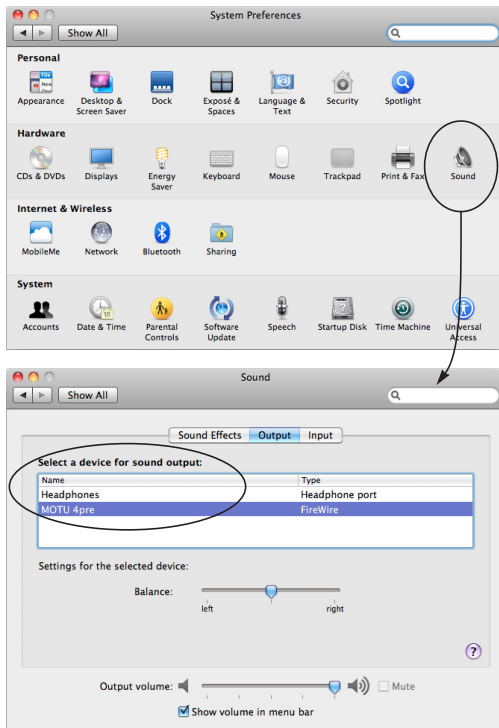 System Preferences
Show All
Personal
Appearance
Desktop & Screen Saver
Dock
Exposé & Spaces
Language & Text
Security
Spotlight
Hardware
CDs & DVDs
Displays
Energy Saver
Keyboard
Mouse
Trackpad
Print & Fax
Sound
Internet & Wireless
MobileMe
Network
Bluetooth
Sharing
System
Accounts
Date & Time
Parental Controls
Software Update
Speech
Startup Disk
Time Machine
Universal Access
Sound
Show All
Sound Effects Output Input
Select a device for sound output:
Name Type
Headphones Headphone port
MOTU 4pre FireWire
Settings for the selected device:
Balance:
left right
?
Output volume: Mute
Show volume in menu bar